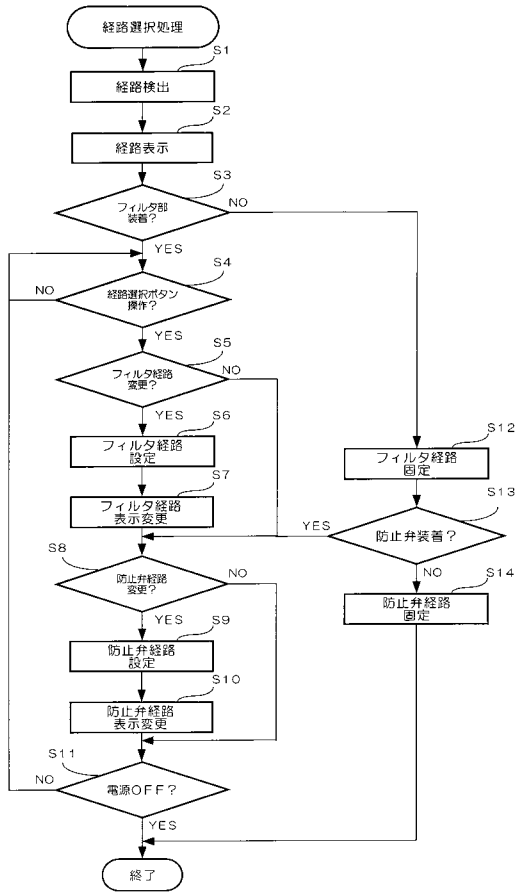 経路選択処理
S1
経路検出
S2
経路表示
S3
フィルタ部
装着?
NO
YES
S4
経路選択ボタン
操作?
NO
YES
S5
フィルタ経路
変更?
NO
YES
S6
フィルタ経路
設定
S7
フィルタ経路
表示変更
S12
フィルタ経路
固定
S13
防止弁装着?
YES
NO
S14
防止弁経路
固定
S8
防止弁経路
変更?
NO
YES
S9
防止弁経路
設定
S10
防止弁経路
表示変更
S11
電源OFF?
NO
YES
終了